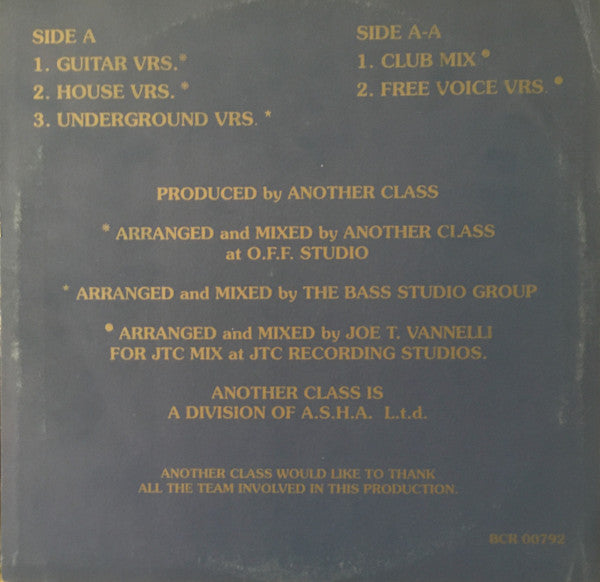 SIDE A
1. GUITAR VRS.*
2. HOUSE VRS. *
3. UNDERGROUND VRS. *
SIDE A-A
1. CLUB MIX •
2. FREE VOICE VRS. •
PRODUCED by ANOTHER CLASS
* ARRANGED and MIXED by ANOTHER CLASS
at O.F.F. STUDIO
* ARRANGED and MIXED by THE BASS STUDIO GROUP
• ARRANGED and MIXED by JOE T. VANNELLI
FOR JTC MIX at JTC RECORDING STUDIOS.
ANOTHER CLASS IS
A DIVISION OF A.S.H.A. L.t.d.
ANOTHER CLASS WOULD LIKE TO THANK
ALL THE TEAM INVOLVED IN THIS PRODUCTION.
BCR 00792